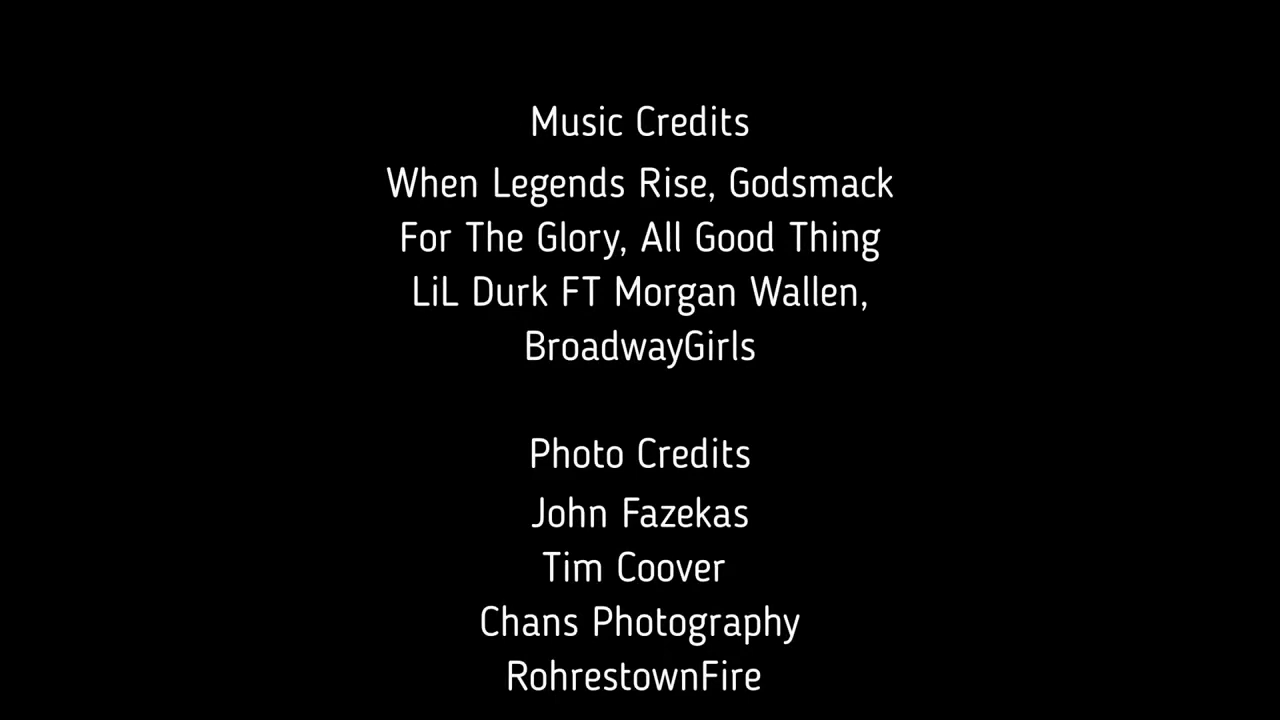 Music Credits
When Legends Rise, Godsmack
For The Glory, All Good Thing
LiL Durk FT Morgan Wallen,
BroadwayGirls
Photo Credits
John Fazekas
Tim Coover
Chans Photography
RohrestownFire